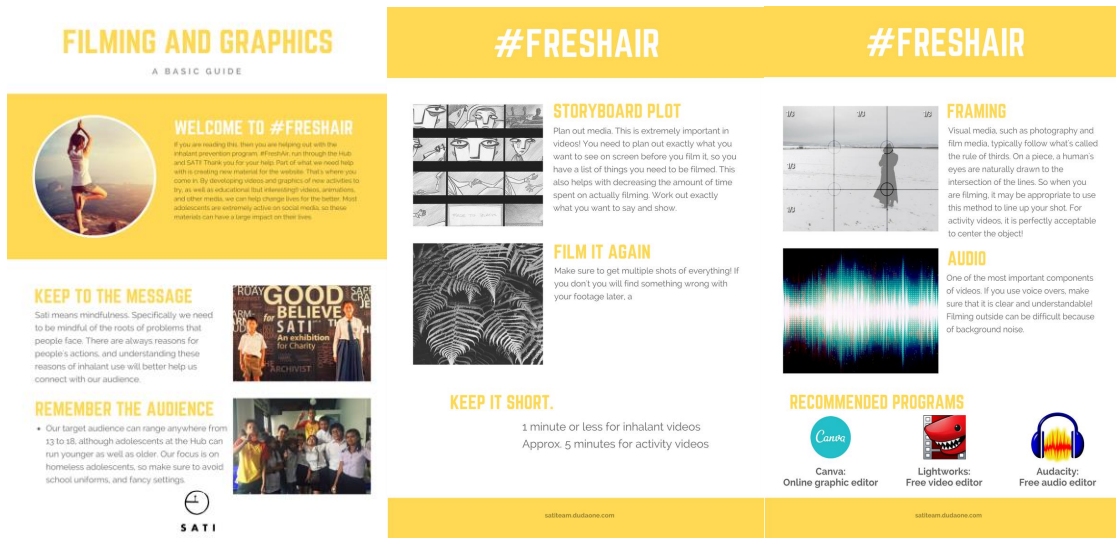 FILMING AND GRAPHICS
A BASIC GUIDE
WELCOME TO #FRESHAIR
If you are reading this, then you are helping out with the
inhalant prevention program, #FreshAir, run through the Hub
and SATI! Thank you for your help. Part of what we need help
with is creating new material for the website. That's where you
come in. By developing videos and graphics of new activities to
try, as well as educational (but interesting!) videos, animations,
and other media, we can help change lives for the better. Most
adolescents are extremely active on social media, so these
materials can have a large impact on their lives.
KEEP TO THE MESSAGE
Sati means mindfulness. Specifically we need
to be mindful of the roots of problems that
people face. There are always reasons for
people's actions, and understanding these
reasons of inhalant use will better help us
connect with our audience.
GOOD
for BELIEVE
SATI
An exhibition
for Charity
ARCHIVIST
REMEMBER THE AUDIENCE
• Our target audience can range anywhere from
13 to 18, although adolescents at the Hub can
run younger as well as older. Our focus is on
homeless adolescents, so make sure to avoid
school uniforms, and fancy settings.
SATI
#FRESHAIR
STORYBOARD PLOT
Plan out media. This is extremely important in
videos! You need to plan out exactly what you
want to see on screen before you film it, so you
have a list of things you need to be filmed. This
also helps with decreasing the amount of time
spent on actually filming. Work out exactly
what you want to say and show.
FILM IT AGAIN
Make sure to get multiple shots of everything! If
you don't you will find something wrong with
your footage later, a
KEEP IT SHORT.
1 minute or less for inhalant videos
Approx. 5 minutes for activity videos
satiteam.dudaone.com
#FRESHAIR
1/3 1/3 1/3
1/3
1/3
FRAMING
Visual media, such as photography and
film media, typically follow what's called
the rule of thirds. On a piece, a human's
eyes are naturally drawn to the
intersection of the lines. So when you
are filming, it may be appropriate to use
this method to line up your shot. For
activity videos, it is perfectly acceptable
to center the object!
AUDIO
One of the most important components
of videos. If you use voice overs, make
sure that it is clear and understandable!
Filming outside can be difficult because
of background noise.
RECOMMENDED PROGRAMS
Canva
Canva:
Online graphic editor
Lightworks:
Free video editor
Audacity:
Free audio editor
satiteam.dudaone.com